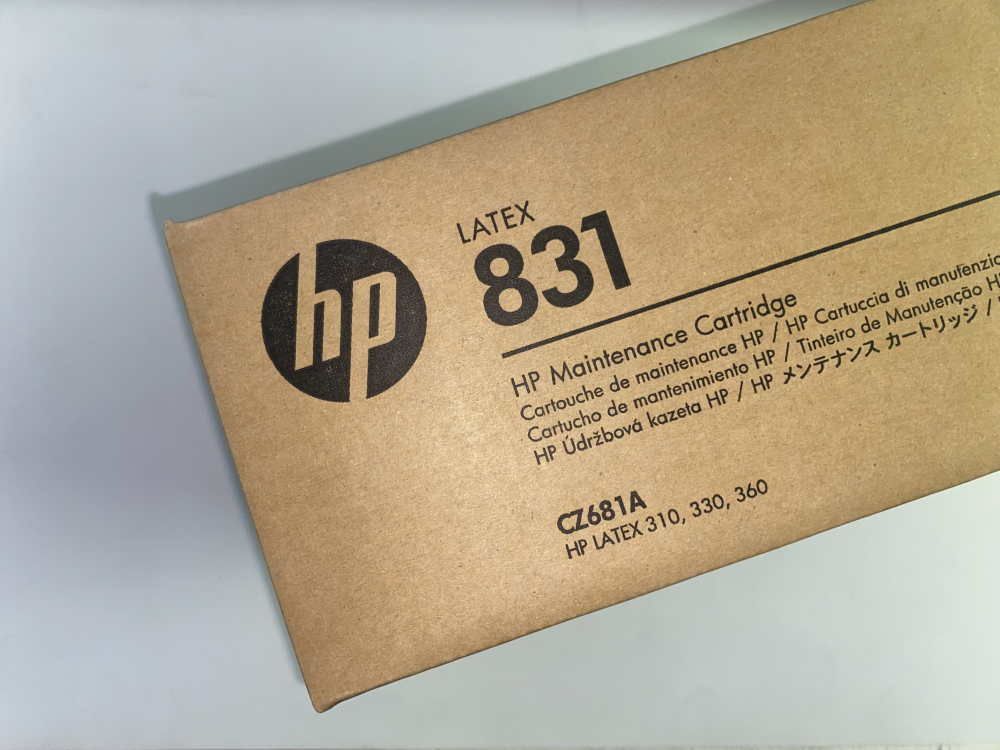 hp
LATEX
831
HP Maintenance Cartridge
Cartouche de maintenance HP / HP Cartuccia di
Cartucho de mantenimiento HP / Tinteiro de Manutenção
HP Údržbová kazeta HP / HP メンテナンス カートリッジ /
CZ681A
HP LATEX 310, 330, 360